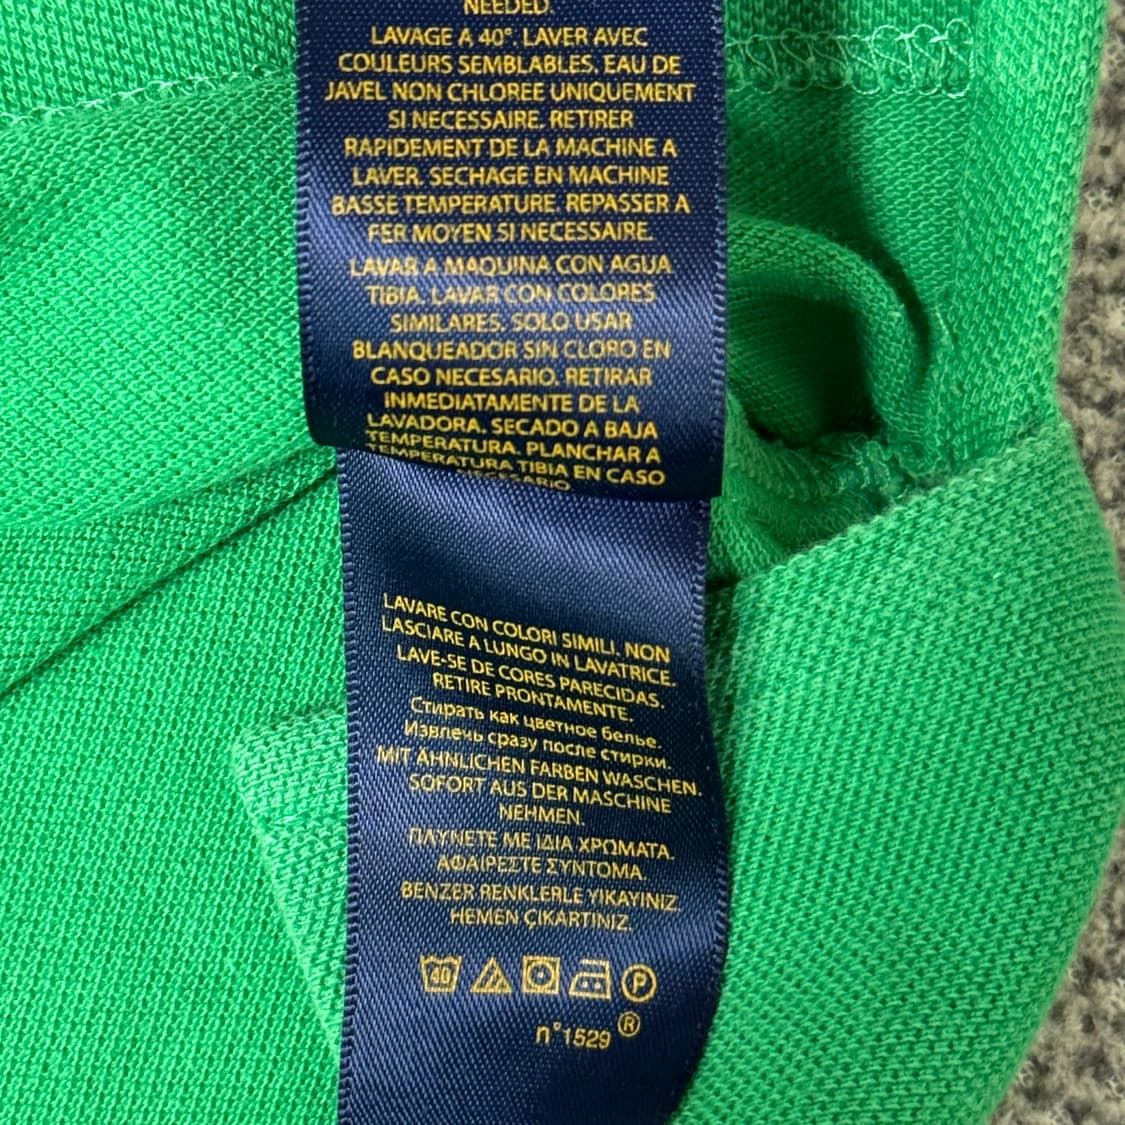 NEEDED.
LAVAGE A 40°. LAVER AVEC
COULEURS SEMBLABLES. EAU DE
JAVEL NON CHLOREE UNIQUEMENT
SI NECESSAIRE. RETIRER
RAPIDEMENT DE LA MACHINE A
LAVER. SECHAGE EN MACHINE
BASSE TEMPERATURE. REPASSER A
FER MOYEN SI NECESSAIRE.
LAVAR A MAQUINA CON AGUA
TIBIA. LAVAR CON COLORES
SIMILARES. SOLO USAR
BLANQUEADOR SIN CLORO EN
CASO NECESARIO. RETIRAR
INMEDIATAMENTE DE LA
LAVADORA. SECADO A BAJA
TEMPERATURA. PLANCHAR A
TEMPERATURA TIBIA EN CASO
NECESARIO.
LAVARE CON COLORI SIMILI. NON
LASCIARE A LUNGO IN LAVATRICE.
LAVE-SE DE CORES PARECIDAS.
RETIRE PRONTAMENTE.
Стирать как цветное белье.
Извлечь сразу после стирки.
MIT ÄHNLICHEN FARBEN WASCHEN.
SOFORT AUS DER MASCHINE
NEHMEN.
ΠΛΥΝΕΤΕ ΜΕ ΙΔΙΑ ΧΡΩΜΑΤΑ.
ΑΦΑΙΡΕΣΤΕ ΣΥΝΤΟΜΑ.
BENZER RENKLERLE YIKAYINIZ.
HEMEN ÇIKARTINIZ.
40 P
n°1529 ®